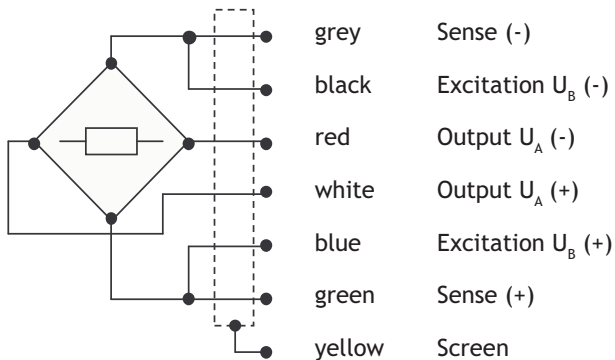 grey Sense (-)
black Excitation U_B (-)
red Output U_A (-)
white Output U_A (+)
blue Excitation U_B (+)
green Sense (+)
yellow Screen